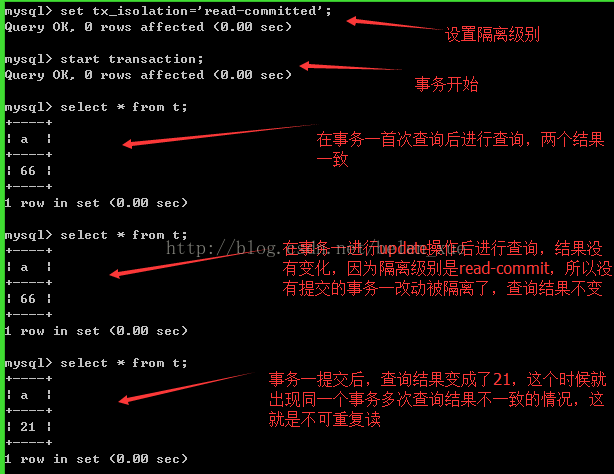 mysql> set tx_isolation='read-committed';
Query OK, 0 rows affected (0.00 sec)
设置隔离级别
mysql> start transaction;
Query OK, 0 rows affected (0.00 sec)
事务开始
mysql> select * from t;
+----+
| a |
+----+
| 66 |
+----+
1 row in set (0.00 sec)
在事务一首次查询后进行查询，两个结果
一致
mysql> select * from t;
+----+
| a |
+----+
| 66 |
+----+
1 row in set (0.00 sec)
http://blog.
在事务一进行update操作后进行查询，结果没
有变化，因为隔离级别是read-commit，所以没
有提交的事务一改动被隔离了，查询结果不变
mysql> select * from t;
+----+
| a |
+----+
| 21 |
+----+
1 row in set (0.00 sec)
事务一提交后，查询结果变成了21，这个时候就
出现同一个事务多次查询结果不一致的情况，这
就是不可重复读